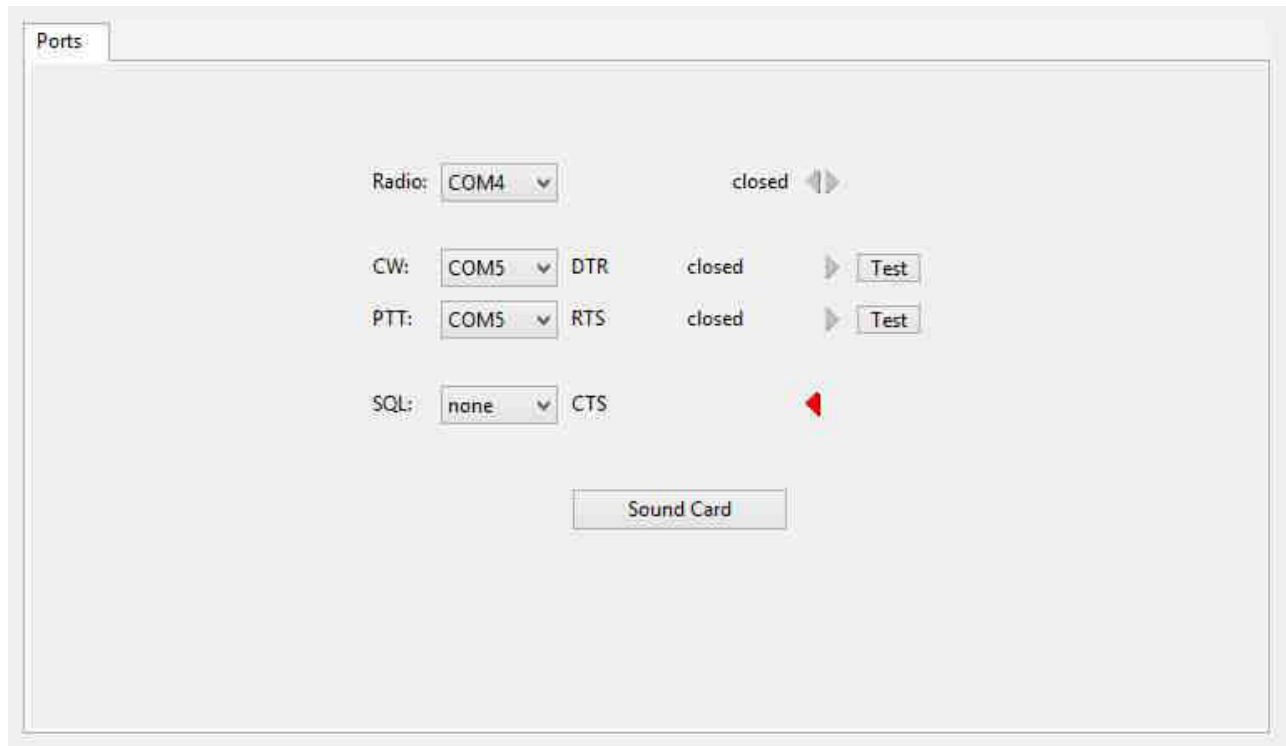 Ports
Radio: COM4 closed
CW: COM5 DTR closed Test
PTT: COM5 RTS closed Test
SQL: none CTS
Sound Card